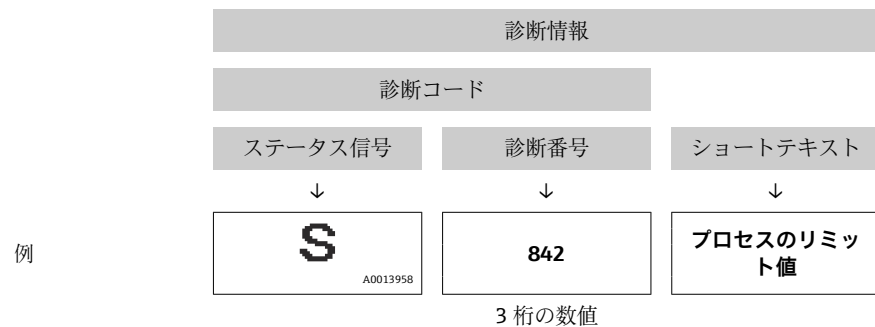 診断情報
診断コード
ステータス信号 診断番号 ショートテキスト
↓ ↓ ↓
例 S A0013958 842 プロセスのリミッ
ト値
3 桁の数値